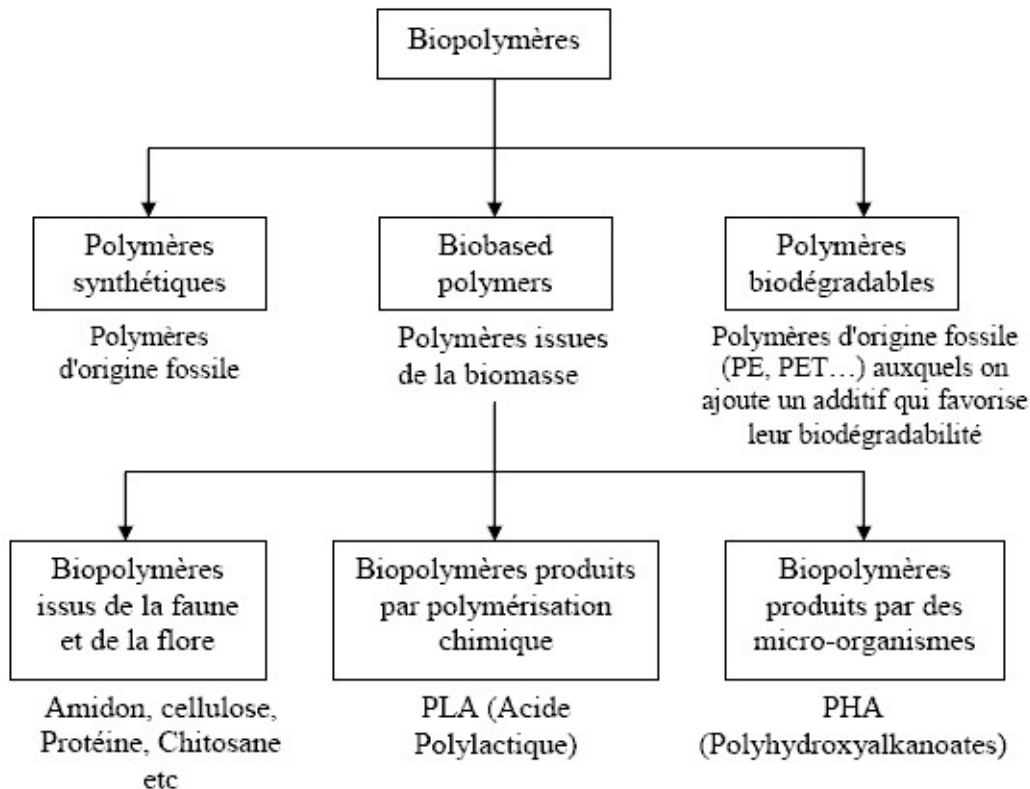 Biopolymères
Polymères
synthétiques
Polymères
d'origine fossile
Biobased
polymers
Polymères issues
de la biomasse
Polymères
biodégradables
Polymères d'origine fossile
(PE, PET…) auxquels on
ajoute un additif qui favorise
leur biodégradabilité
Biopolymères
issus de la faune
et de la flore
Amidon, cellulose,
Protéine, Chitosane
etc
Biopolymères produits
par polymérisation
chimique
PLA (Acide
Polylactique)
Biopolymères
produits par des
micro-organismes
PHA
(Polyhydroxyalkanoates)